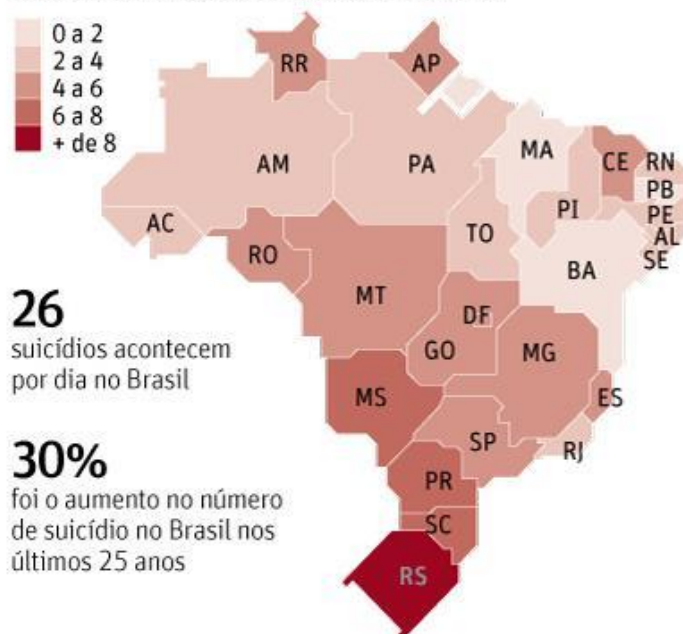 0 a 2
2 a 4
4 a 6
6 a 8
+ de 8
RR
AP
AM
PA
MA
CE
RN
PB
PE
AL
SE
PI
AC
TO
RO
BA
MT
DF
GO
MG
ES
MS
SP
RJ
PR
SC
RS
26
suicídios acontecem
por dia no Brasil
30%
foi o aumento no número
de suicídio no Brasil nos
últimos 25 anos